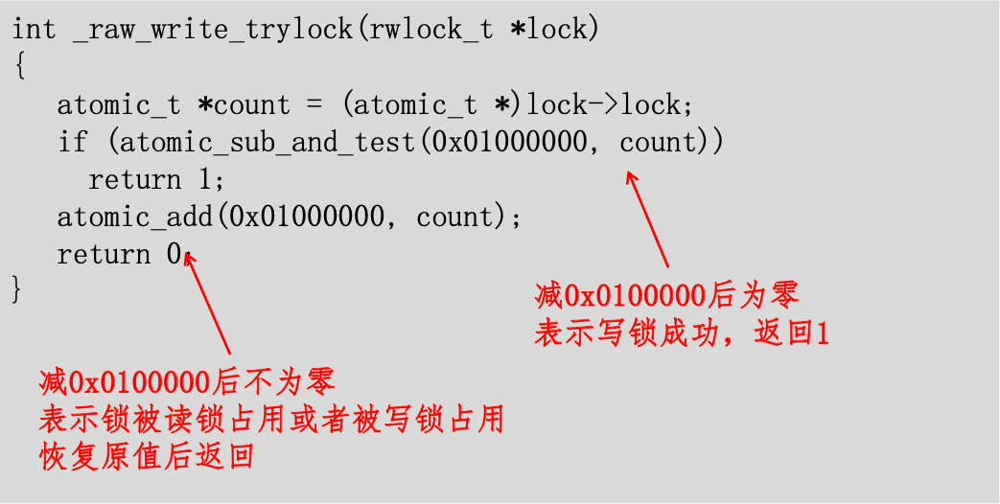 int _raw_write_trylock(rwlock_t *lock)
{
atomic_t *count = (atomic_t *)lock->lock;
if (atomic_sub_and_test(0x01000000, count))
return 1;
atomic_add(0x01000000, count);
return 0;
}
减0x0100000后为零
表示写锁成功，返回1
减0x0100000后不为零
表示锁被读锁占用或者被写锁占用
恢复原值后返回